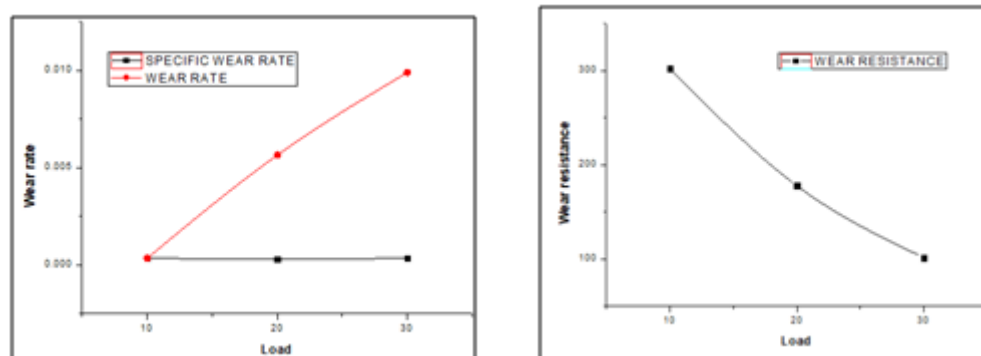 SPECIFIC WEAR RATE
WEAR RATE
0.010
0.005
0.000
Wear rate
10 20 30
Load
WEAR RESISTANCE
300
200
100
Wear resistance
10 20 30
Load